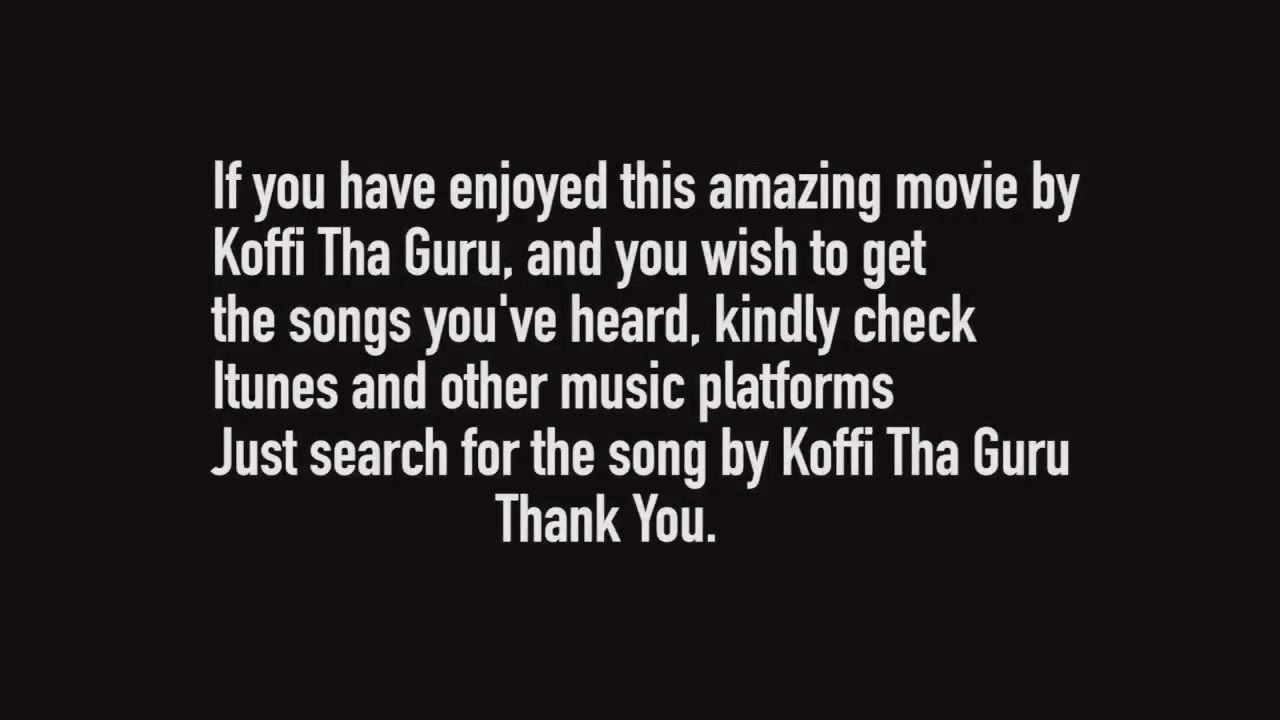 If you have enjoyed this amazing movie by
Koffi Tha Guru, and you wish to get
the songs you've heard, kindly check
Itunes and other music platforms
Just search for the song by Koffi Tha Guru
Thank You.